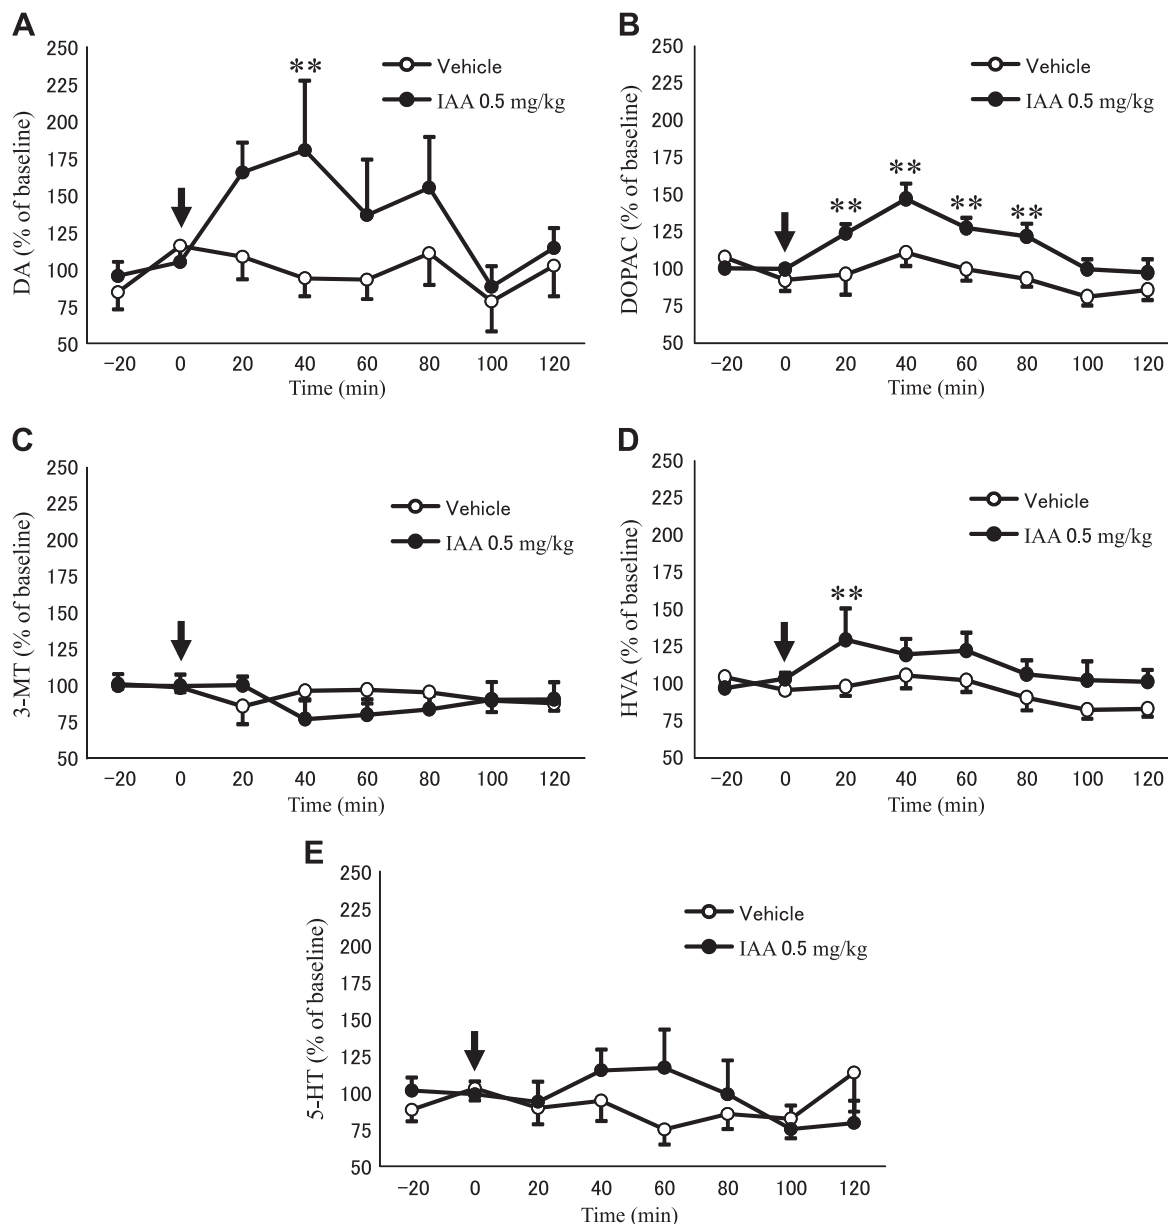 A
250
225
200
175
150
125
100
75
50
DA (% of baseline)
**
Vehicle
IAA 0.5 mg/kg
−20 0 20 40 60 80 100 120
Time (min)
B
250
225
200
175
150
125
100
75
50
DOPAC (% of baseline)
Vehicle
IAA 0.5 mg/kg
** ** ** **
−20 0 20 40 60 80 100 120
Time (min)
C
250
225
200
175
150
125
100
75
50
3-MT (% of baseline)
Vehicle
IAA 0.5 mg/kg
−20 0 20 40 60 80 100 120
Time (min)
D
250
225
200
175
150
125
100
75
50
HVA (% of baseline)
Vehicle
IAA 0.5 mg/kg
**
−20 0 20 40 60 80 100 120
Time (min)
E
250
225
200
175
150
125
100
75
50
5-HT (% of baseline)
Vehicle
IAA 0.5 mg/kg
−20 0 20 40 60 80 100 120
Time (min)